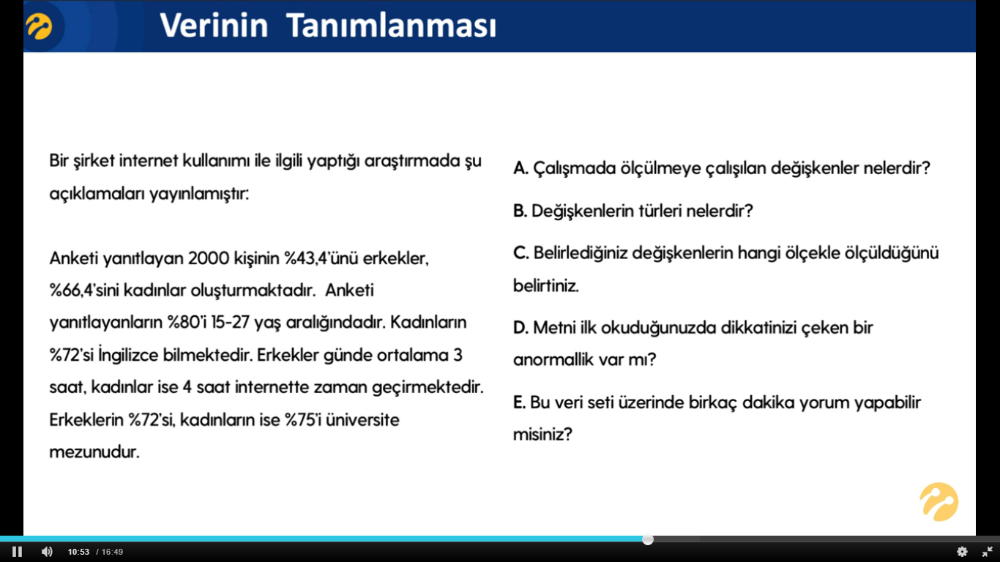 Verinin Tanımlanması
Bir şirket internet kullanımı ile ilgili yaptığı araştırmada şu
açıklamaları yayınlamıştır:
Anketi yanıtlayan 2000 kişinin %43,4'ünü erkekler,
%66,4'sini kadınlar oluşturmaktadır. Anketi
yanıtlayanların %80'i 15-27 yaş aralığındadır. Kadınların
%72'si İngilizce bilmektedir. Erkekler günde ortalama 3
saat, kadınlar ise 4 saat internette zaman geçirmektedir.
Erkeklerin %72'si, kadınların ise %75'i üniversite
mezunudur.
A. Çalışmada ölçülmeye çalışılan değişkenler nelerdir?
B. Değişkenlerin türleri nelerdir?
C. Belirlediğiniz değişkenlerin hangi ölçekle ölçüldüğünü
belirtiniz.
D. Metni ilk okuduğunuzda dikkatinizi çeken bir
anormallik var mı?
E. Bu veri seti üzerinde birkaç dakika yorum yapabilir
misiniz?
10:53 / 16:49